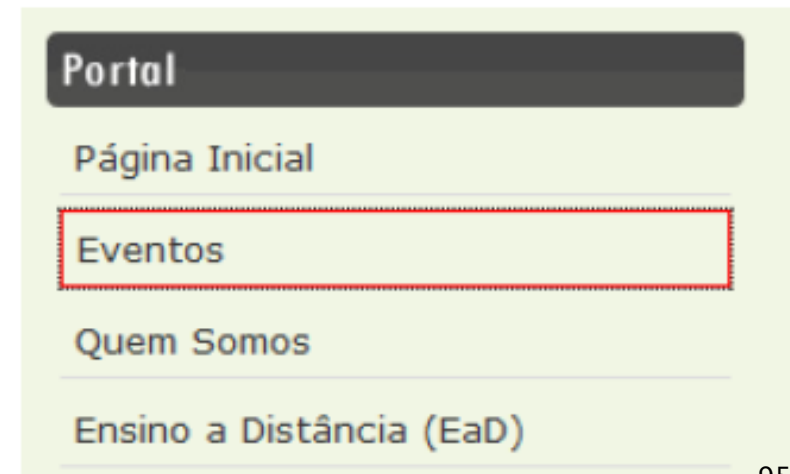 Portal
Página Inicial
Eventos
Quem Somos
Ensino a Distância (EaD)